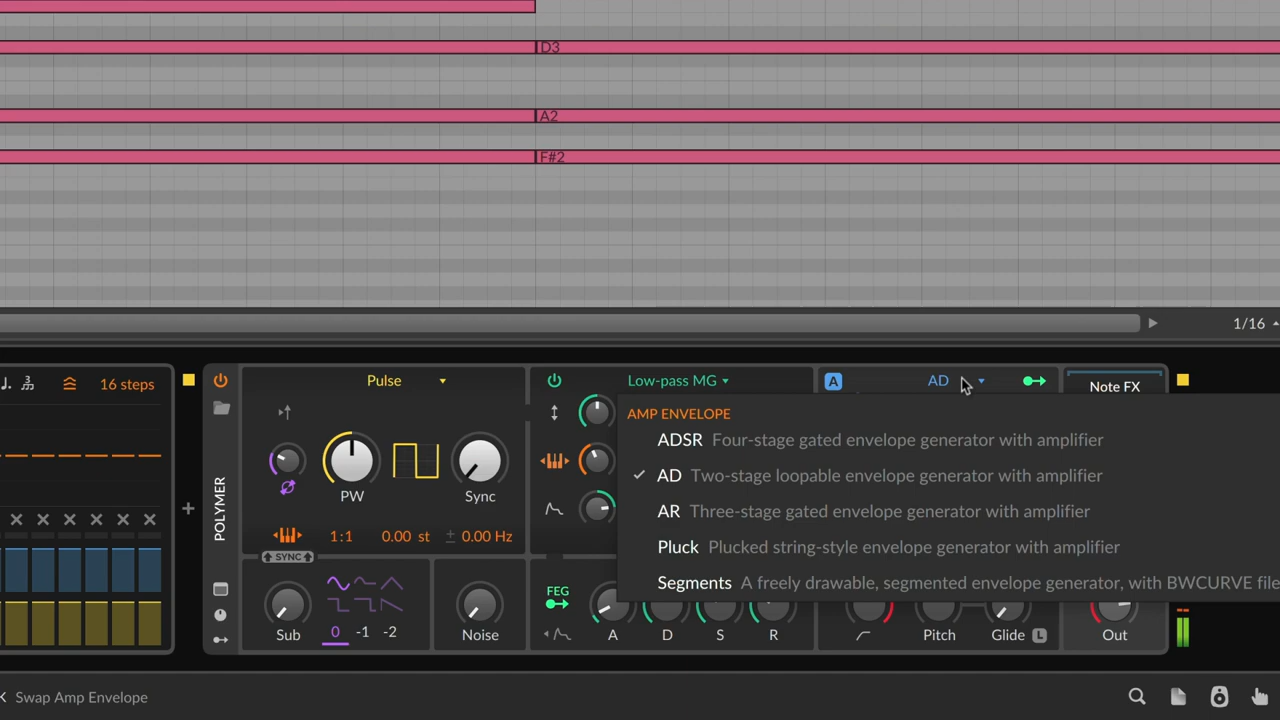 D3
A2
F#2
1/16
16 steps
Pulse
Low-pass MG
A
AD
Note FX
AMP ENVELOPE
ADSR Four-stage gated envelope generator with amplifier
AD Two-stage loopable envelope generator with amplifier
AR Three-stage gated envelope generator with amplifier
Pluck Plucked string-style envelope generator with amplifier
Segments A freely drawable, segmented envelope generator, with BWCURVE file
POLYMER
PW
Sync
1:1
0.00 st
± 0.00 Hz
SYNC
Sub
0 -1 -2
Noise
FEG
A D S R
Pitch
Glide L
Out
Swap Amp Envelope